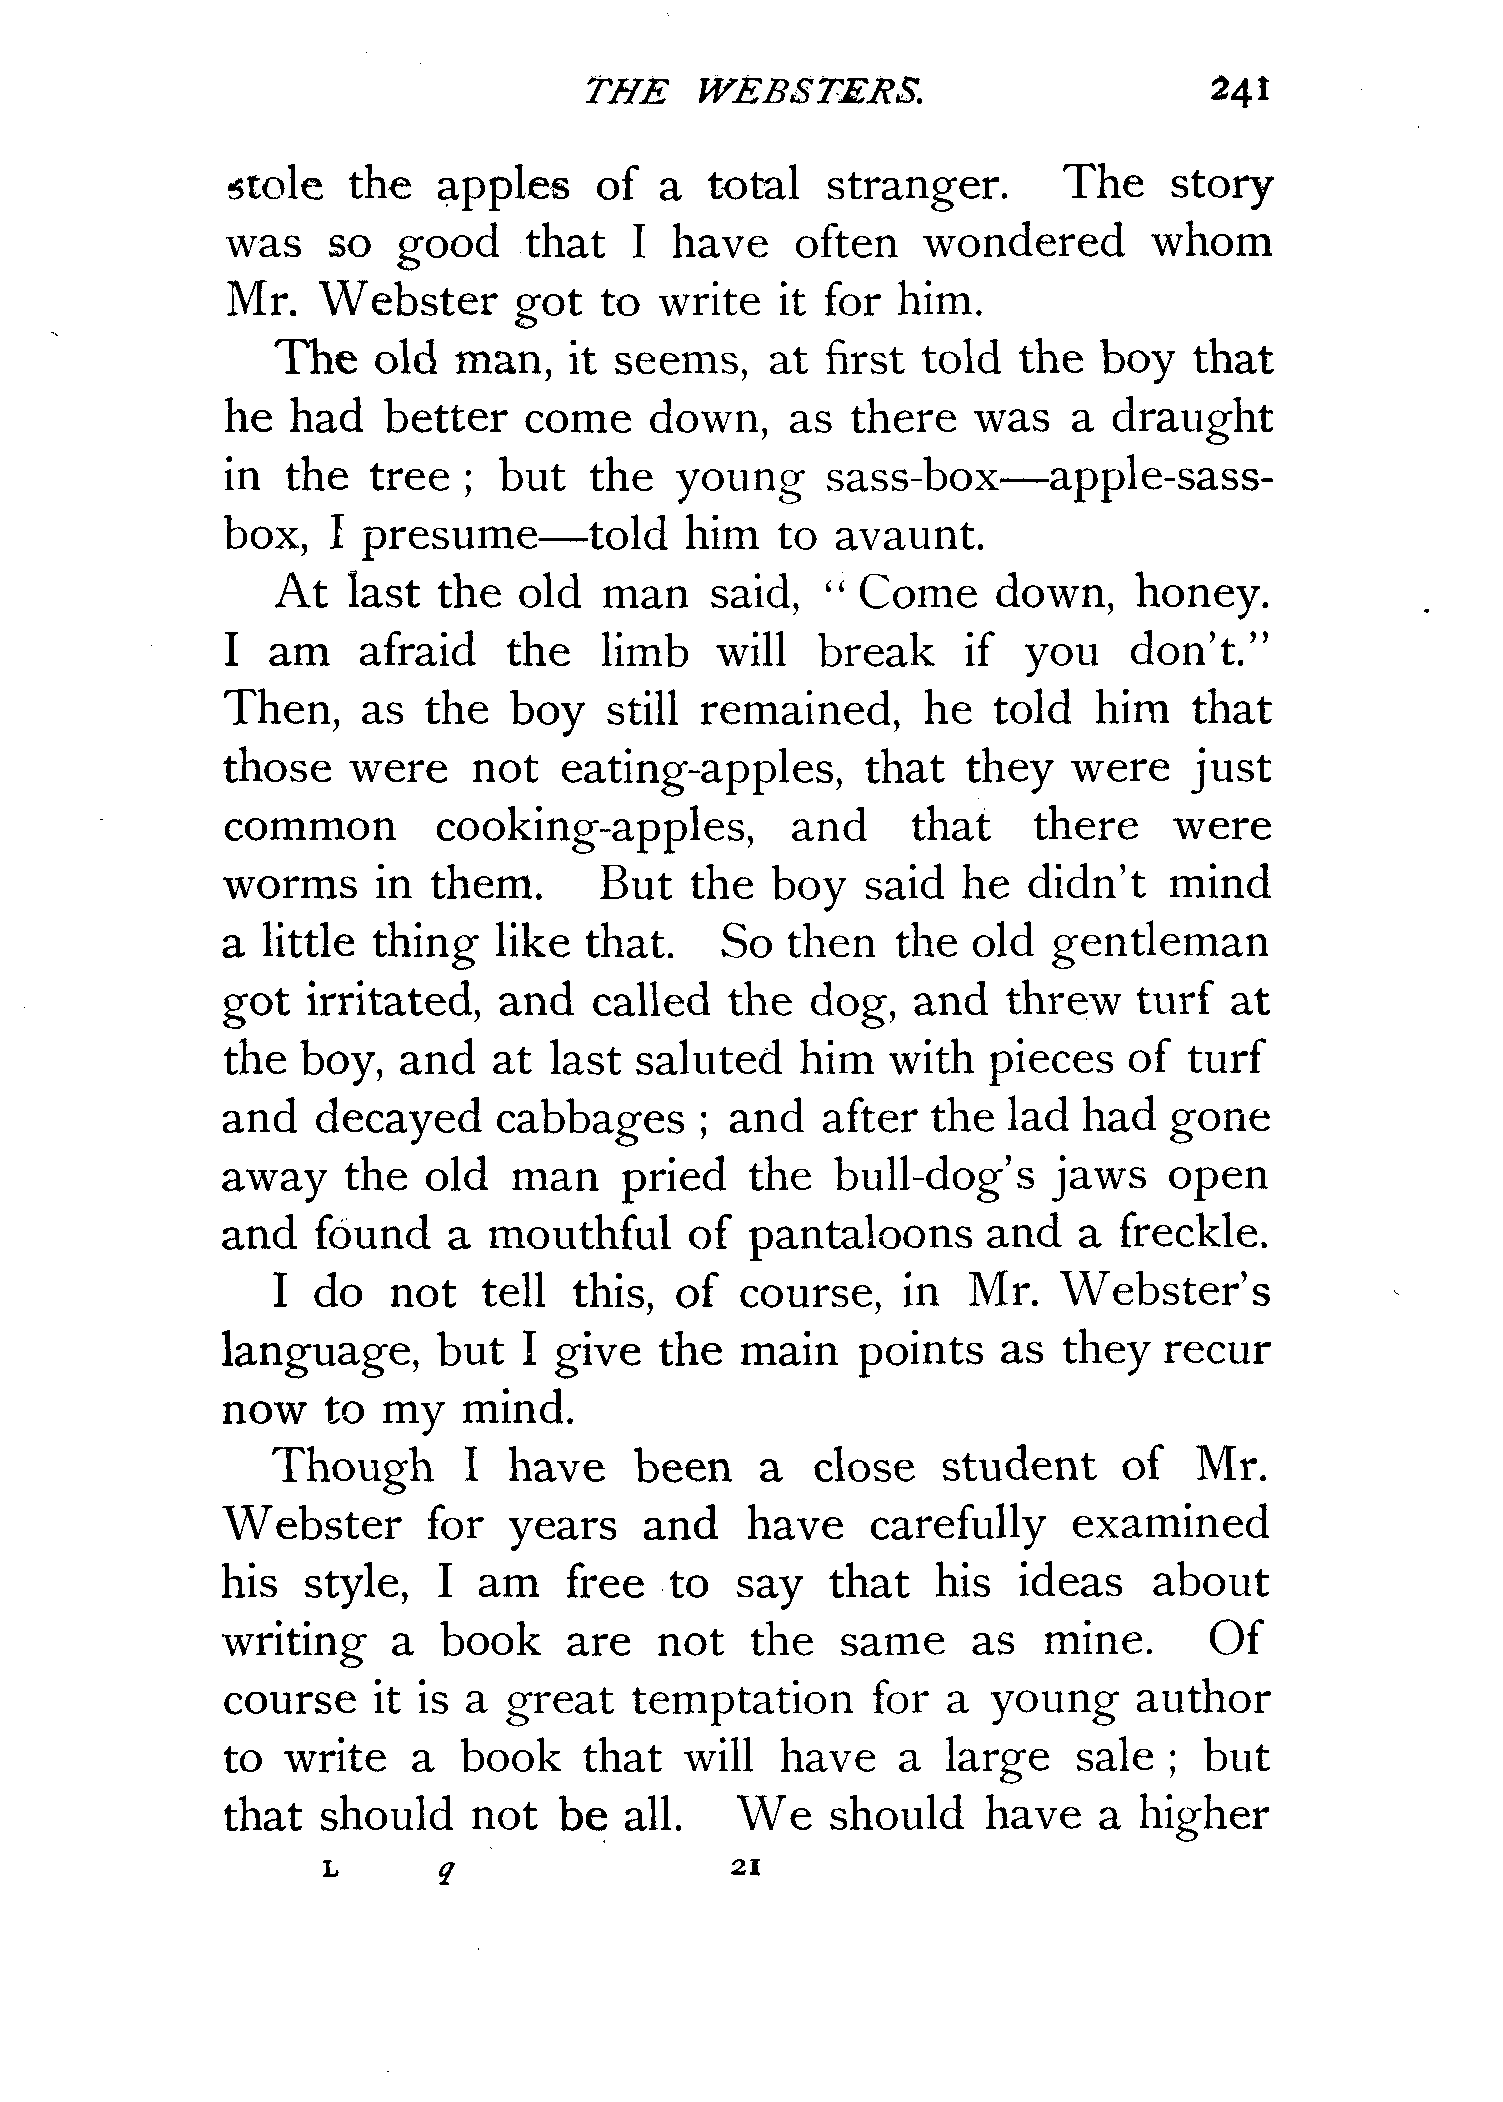 THE WEBSTERS. 241
stole the apples of a total stranger. The story
was so good that I have often wondered whom
Mr. Webster got to write it for him.
The old man, it seems, at first told the boy that
he had better come down, as there was a draught
in the tree ; but the young sass-box—apple-sass-
box, I presume—told him to avaunt.
At last the old man said, “ Come down, honey.
I am afraid the limb will break if you don’t.”
Then, as the boy still remained, he told him that
those were not eating-apples, that they were just
common cooking-apples, and that there were
worms in them. But the boy said he didn’t mind
a little thing like that. So then the old gentleman
got irritated, and called the dog, and threw turf at
the boy, and at last saluted him with pieces of turf
and decayed cabbages ; and after the lad had gone
away the old man pried the bull-dog’s jaws open
and found a mouthful of pantaloons and a freckle.
I do not tell this, of course, in Mr. Webster’s
language, but I give the main points as they recur
now to my mind.
Though I have been a close student of Mr.
Webster for years and have carefully examined
his style, I am free to say that his ideas about
writing a book are not the same as mine. Of
course it is a great temptation for a young author
to write a book that will have a large sale ; but
that should not be all. We should have a higher
L q 21